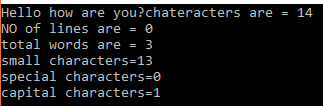 Hello how are you?chateracters are = 14
NO of lines are = 0
total words are = 3
small characters=13
special characters=0
capital characters=1